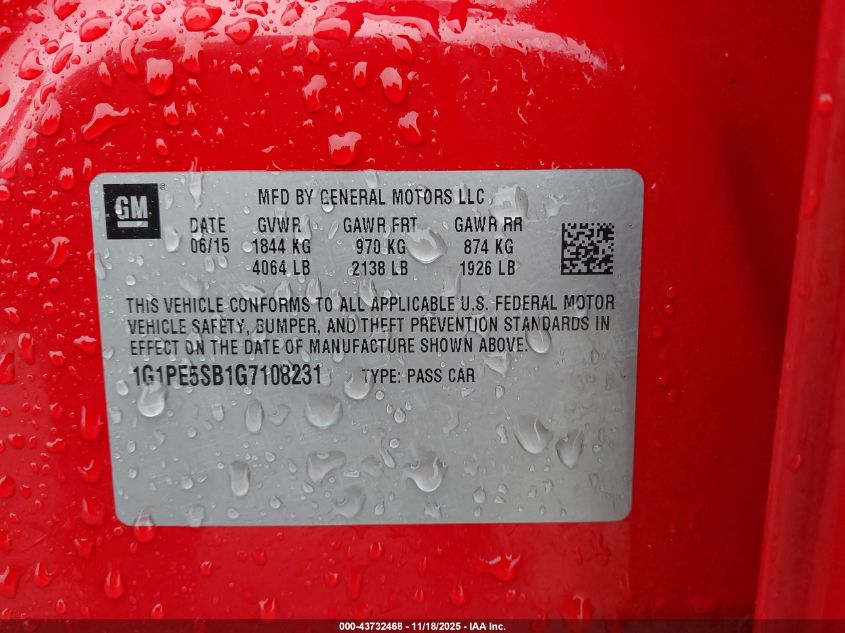 GM
MFD BY GENERAL MOTORS LLC
DATE GVWR GAWR FRT GAWR RR
06/15 1844 KG 970 KG 874 KG
4064 LB 2138 LB 1926 LB
THIS VEHICLE CONFORMS TO ALL APPLICABLE U.S. FEDERAL MOTOR
VEHICLE SAFETY, BUMPER, AND THEFT PREVENTION STANDARDS IN
EFFECT ON THE DATE OF MANUFACTURE SHOWN ABOVE.
1G1PE5SB1G7108231 TYPE: PASS CAR
000-43732468 - 11/18/2025 - IAA Inc.